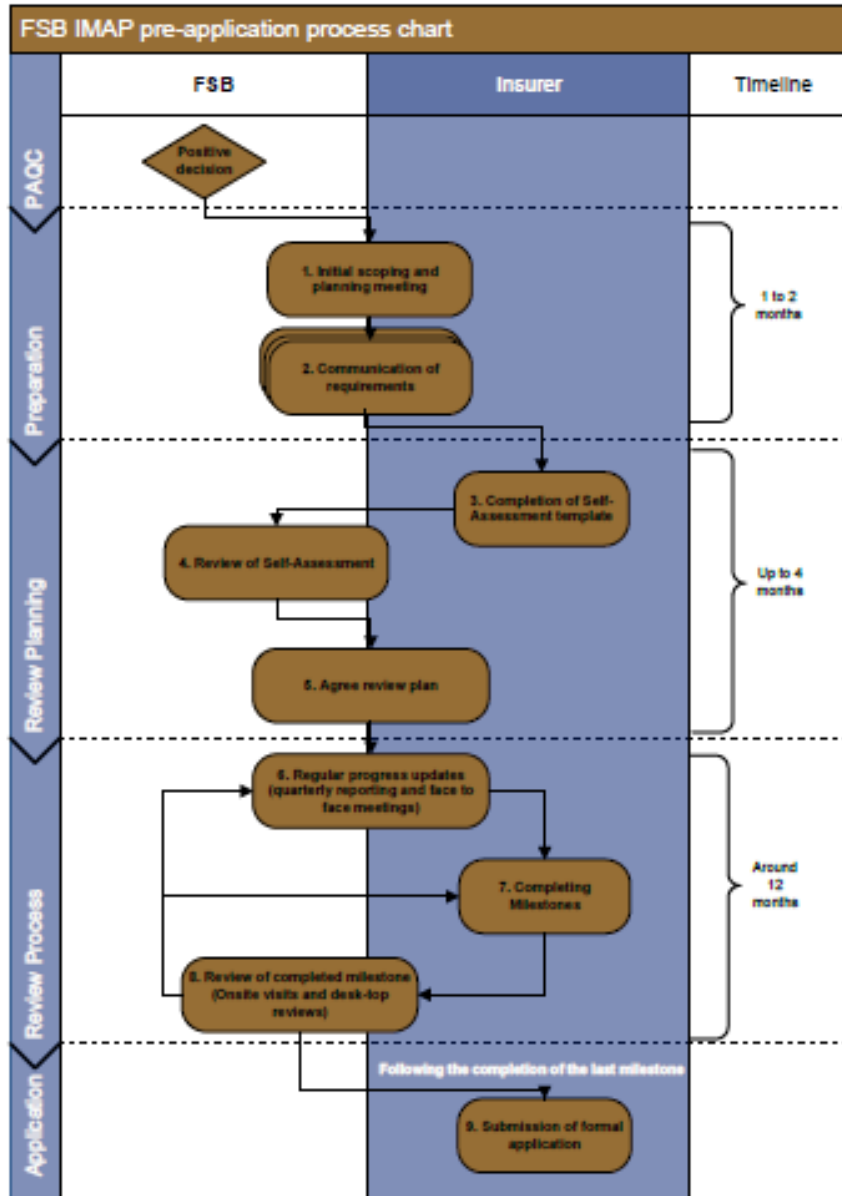 FSB IMAP pre-application process chart
FSB
Insurer
Timeline
PAQC
Positive
decision
Preparation
1. Initial scoping and
planning meeting
2. Communication of
requirements
1 to 2
months
Review Planning
3. Completion of Self-
Assessment template
4. Review of Self-Assessment
5. Agree review plan
Up to 4
months
Review Process
6. Regular progress updates
(quarterly reporting and face to
face meetings)
7. Completing
Milestones
8. Review of completed milestone
(Onsite visits and desk-top
reviews)
Around
12
months
Application
Following the completion of the last milestone
9. Submission of formal
application